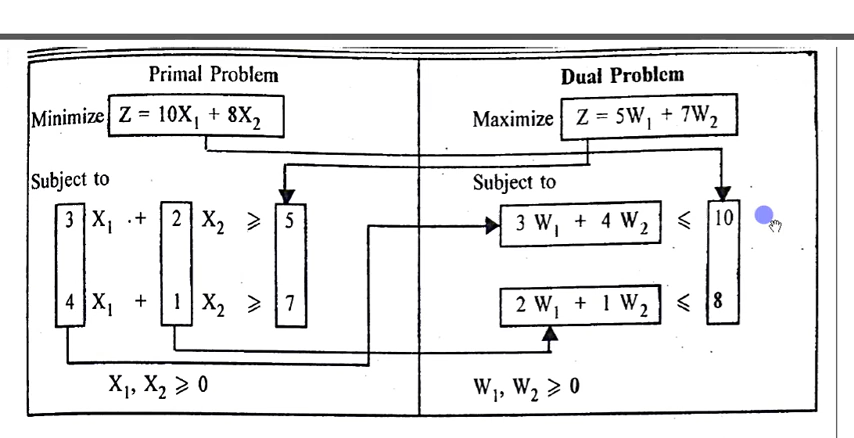 Primal Problem
Minimize Z = 10X₁ + 8X₂
Subject to
3 X₁ + 2 X₂ ⩾ 5
4 X₁ + 1 X₂ ⩾ 7
X₁, X₂ ⩾ 0
Dual Problem
Maximize Z = 5W₁ + 7W₂
Subject to
3 W₁ + 4 W₂ ⩽ 10
2 W₁ + 1 W₂ ⩽ 8
W₁, W₂ ⩾ 0